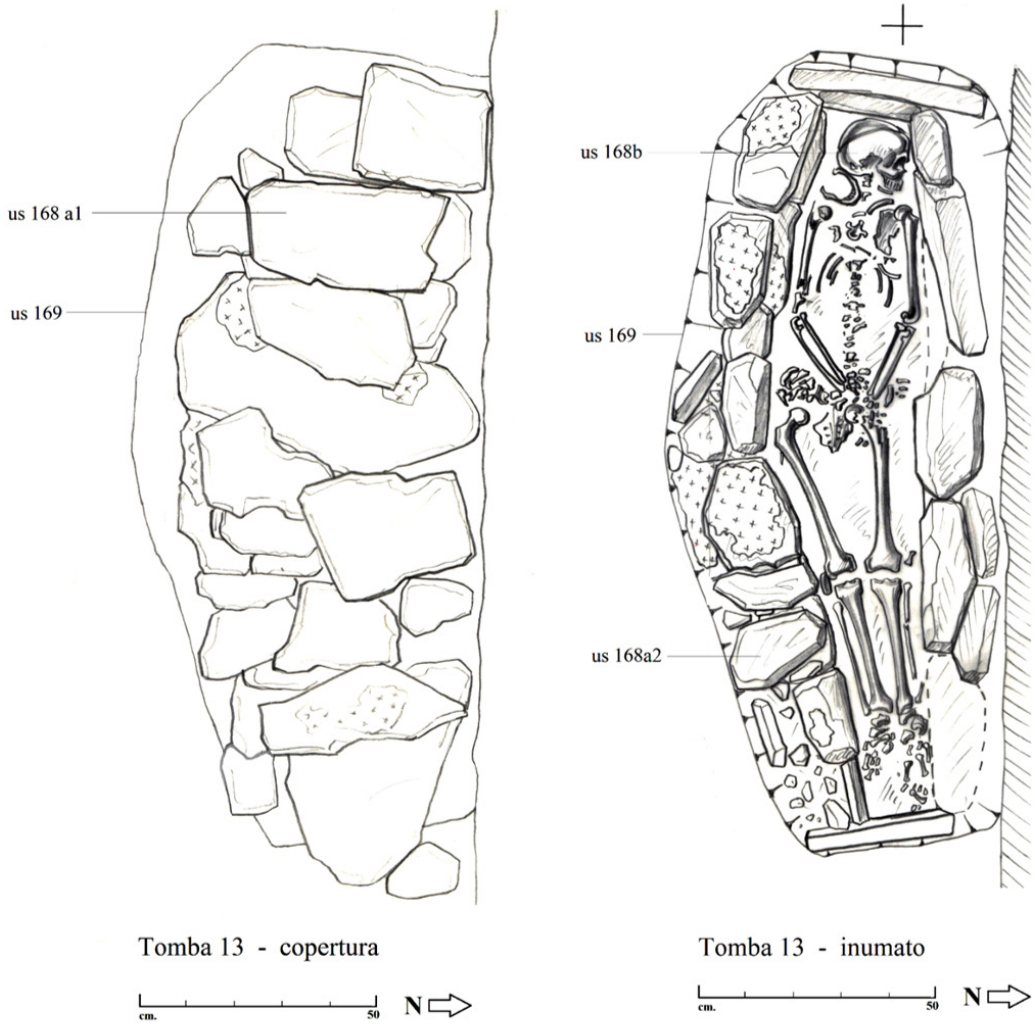 us 168 a1
us 169
Tomba 13 - copertura
cm.
50
N
us 168b
us 169
us 168a2
Tomba 13 - inumato
cm.
50
N